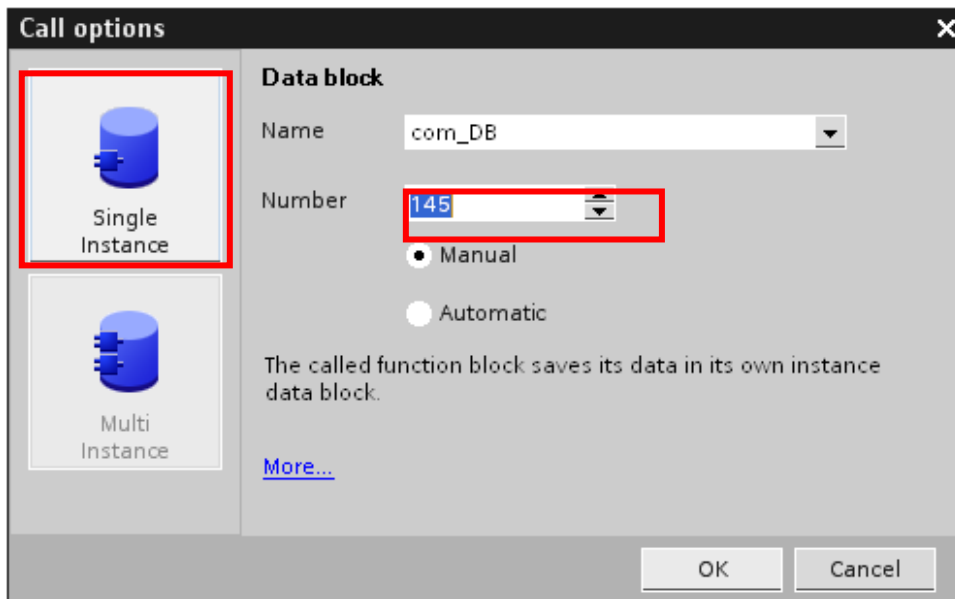 Call options
Single
Instance
Multi
Instance
Data block
Name
com_DB
Number
145
Manual
Automatic
The called function block saves its data in its own instance
data block.
More...
OK
Cancel